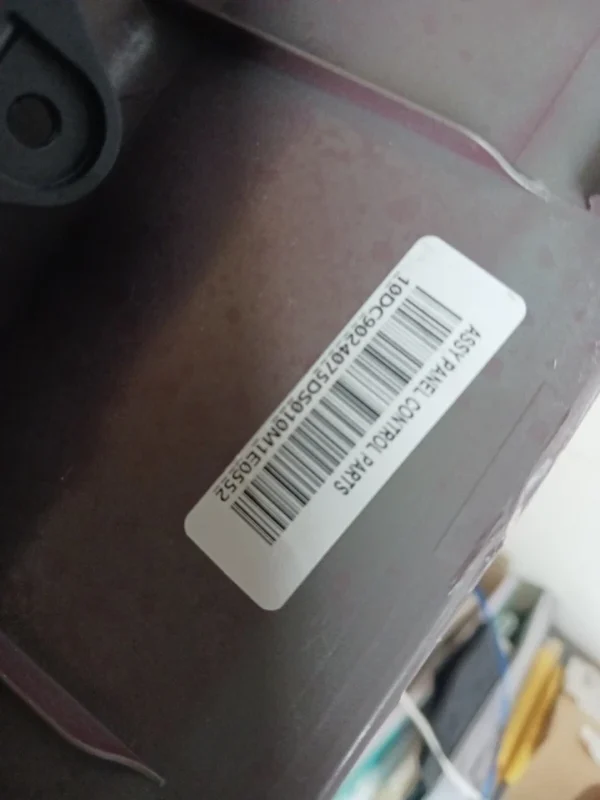 ASSY PANEL CONTROL PARTS
10DC9024075DS010M1E0552